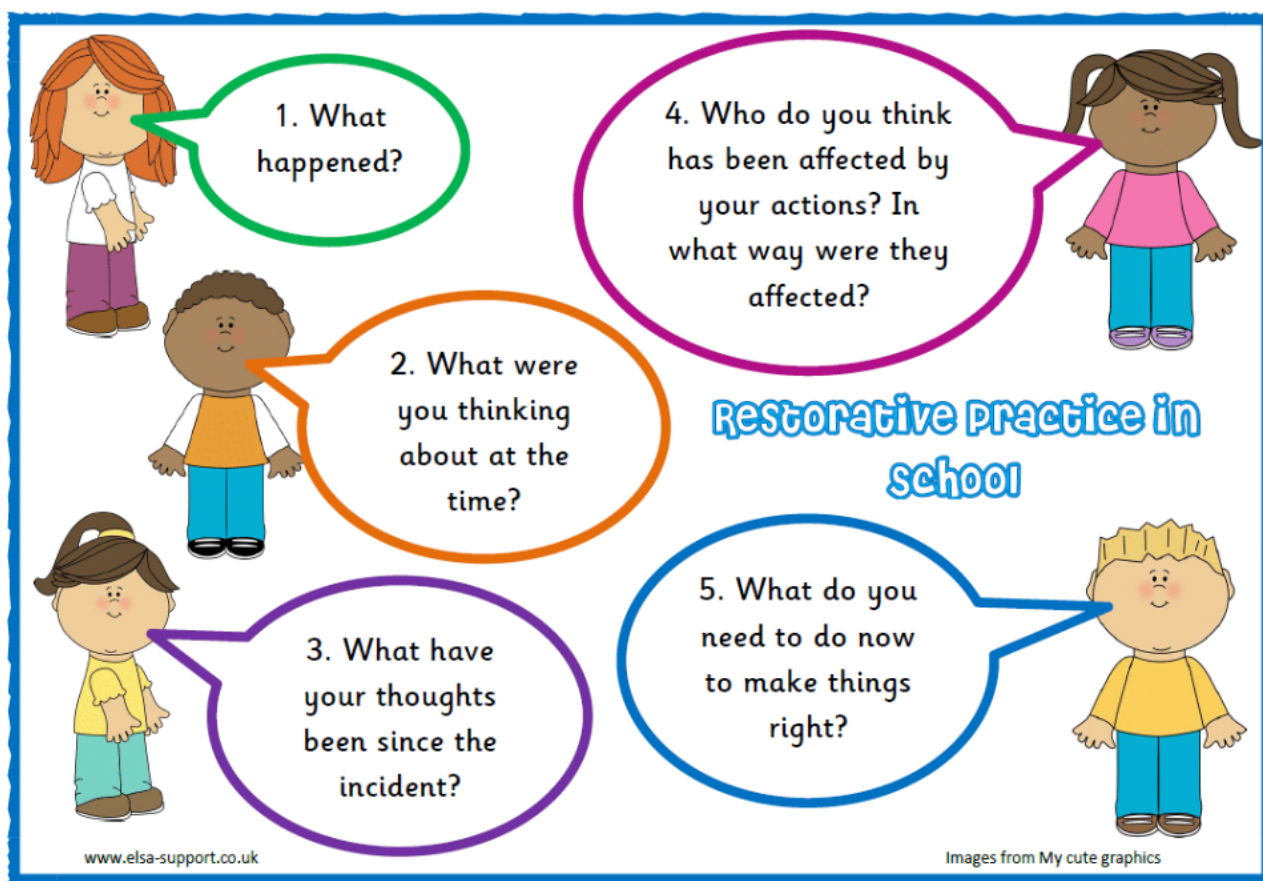 1. What
happened?
2. What were
you thinking
about at the
time?
3. What have
your thoughts
been since the
incident?
4. Who do you think
has been affected by
your actions? In
what way were they
affected?
Restorative Practice in
school
5. What do you
need to do now
to make things
right?
www.elsa-support.co.uk
Images from My cute graphics